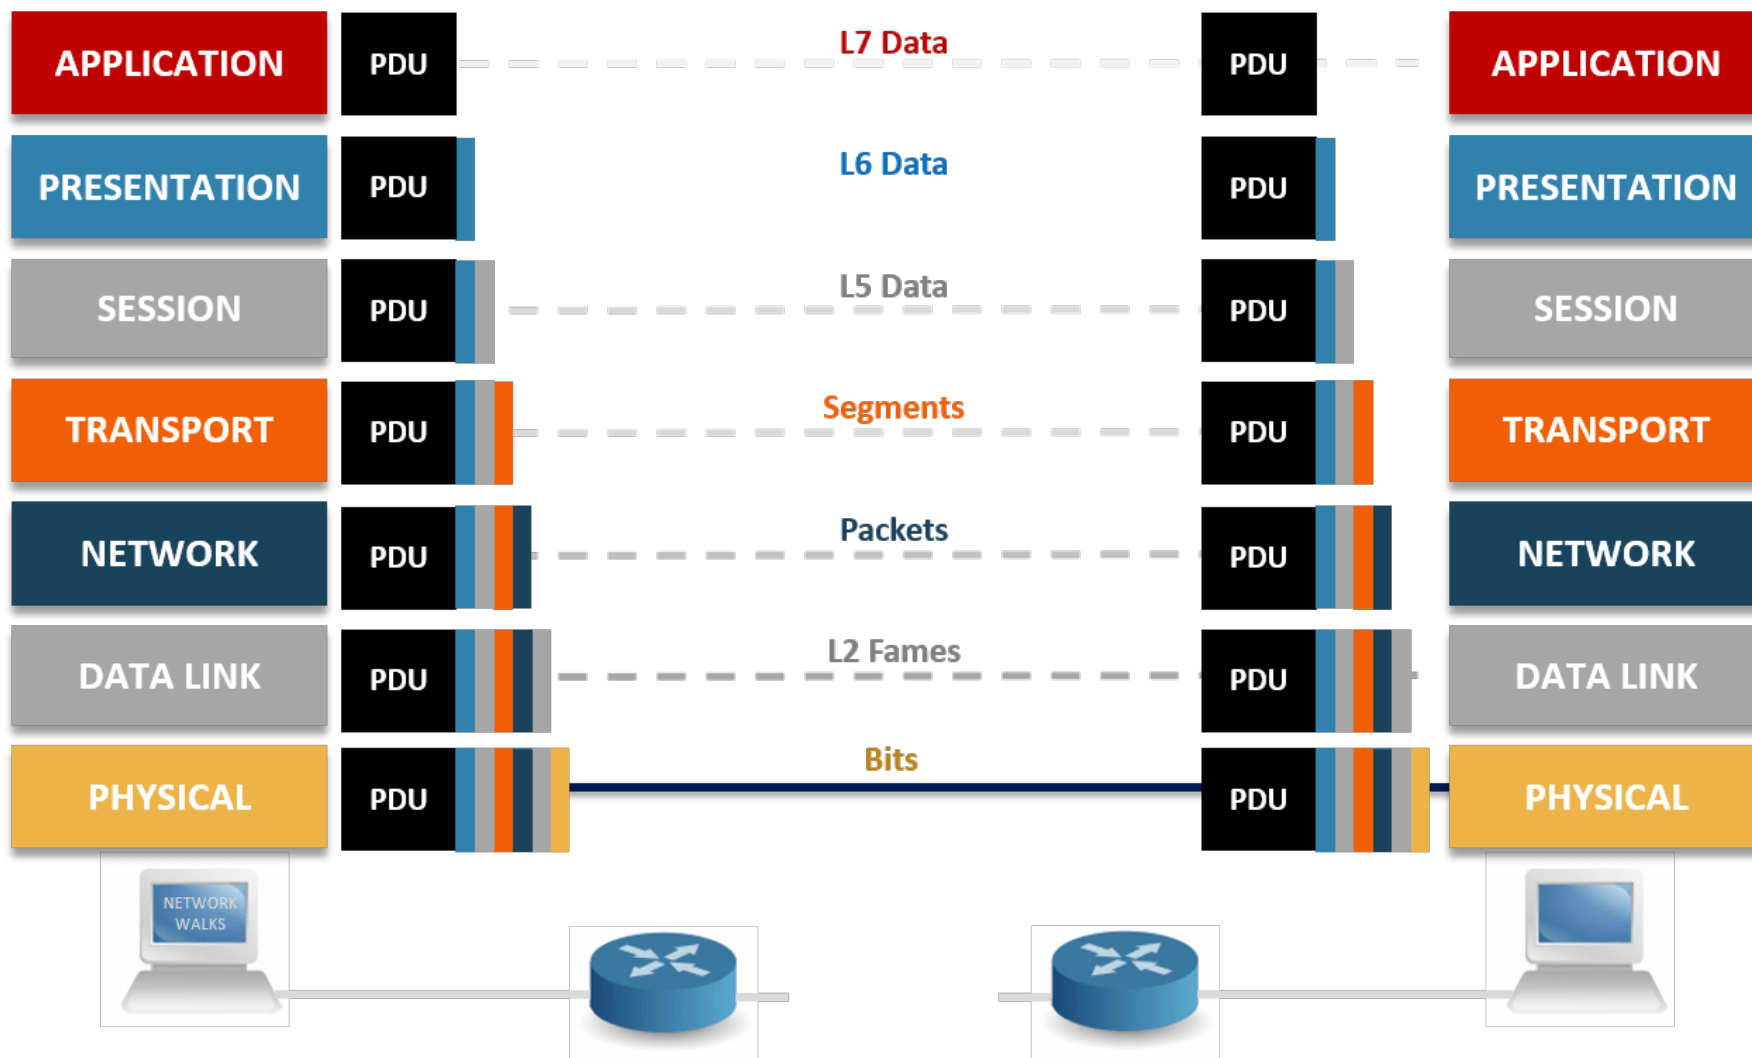 APPLICATION PDU L7 Data PDU APPLICATION
PRESENTATION PDU L6 Data PDU PRESENTATION
SESSION PDU L5 Data PDU SESSION
TRANSPORT PDU Segments PDU TRANSPORT
NETWORK PDU Packets PDU NETWORK
DATA LINK PDU L2 Fames PDU DATA LINK
PHYSICAL PDU Bits PDU PHYSICAL
NETWORK
WALKS